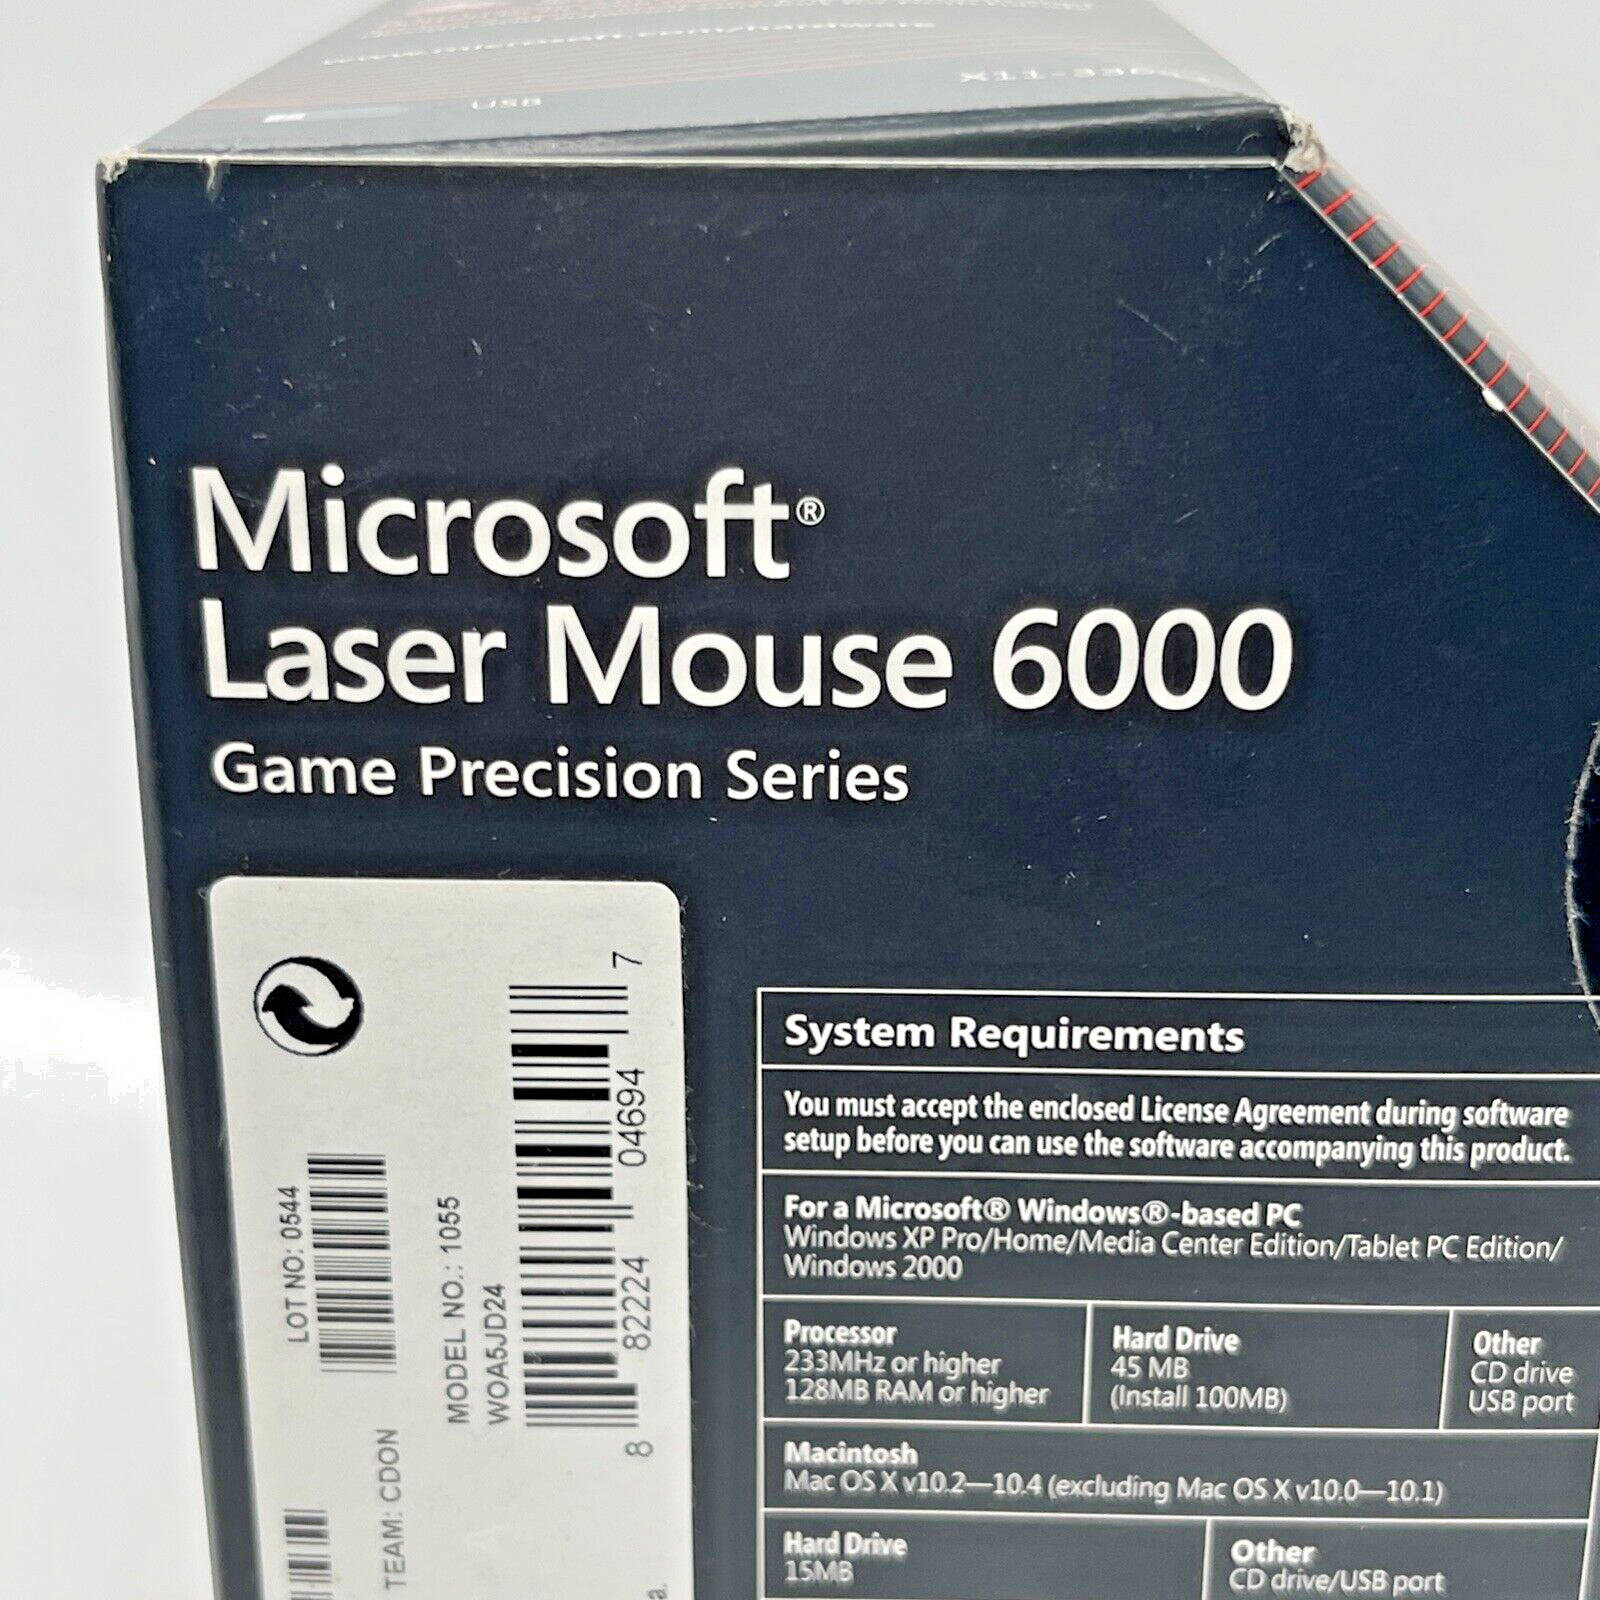 www.microsoft.com/hardware
USB
Microsoft®
Laser Mouse 6000
Game Precision Series
LOT NO: 0544
TEAM: CDON
MODEL NO.: 1055
WOA5JD24
8 82224 04694 7
a.
System Requirements
You must accept the enclosed License Agreement during software
setup before you can use the software accompanying this product.
For a Microsoft® Windows®-based PC
Windows XP Pro/Home/Media Center Edition/Tablet PC Edition/
Windows 2000
Processor
233MHz or higher
128MB RAM or higher
Hard Drive
45 MB
(Install 100MB)
Other
CD drive
USB port
Macintosh
Mac OS X v10.2—10.4 (excluding Mac OS X v10.0—10.1)
Hard Drive
15MB
Other
CD drive/USB port